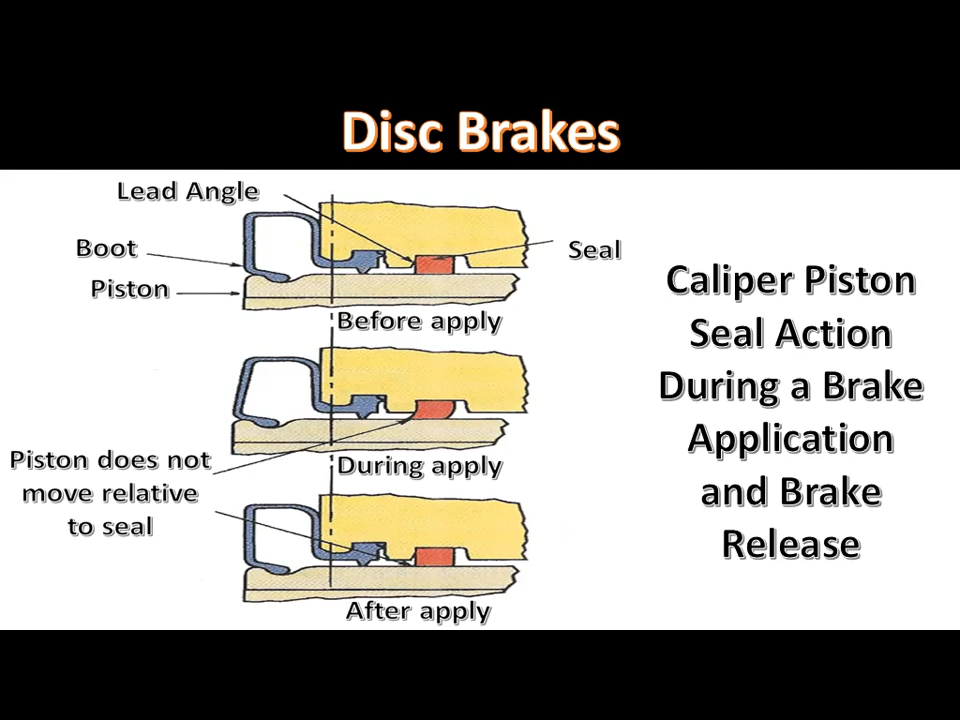 Disc Brakes
Lead Angle
Boot
Seal
Piston
Before apply
Piston does not
move relative
to seal
During apply
After apply
Caliper Piston
Seal Action
During a Brake
Application
and Brake
Release